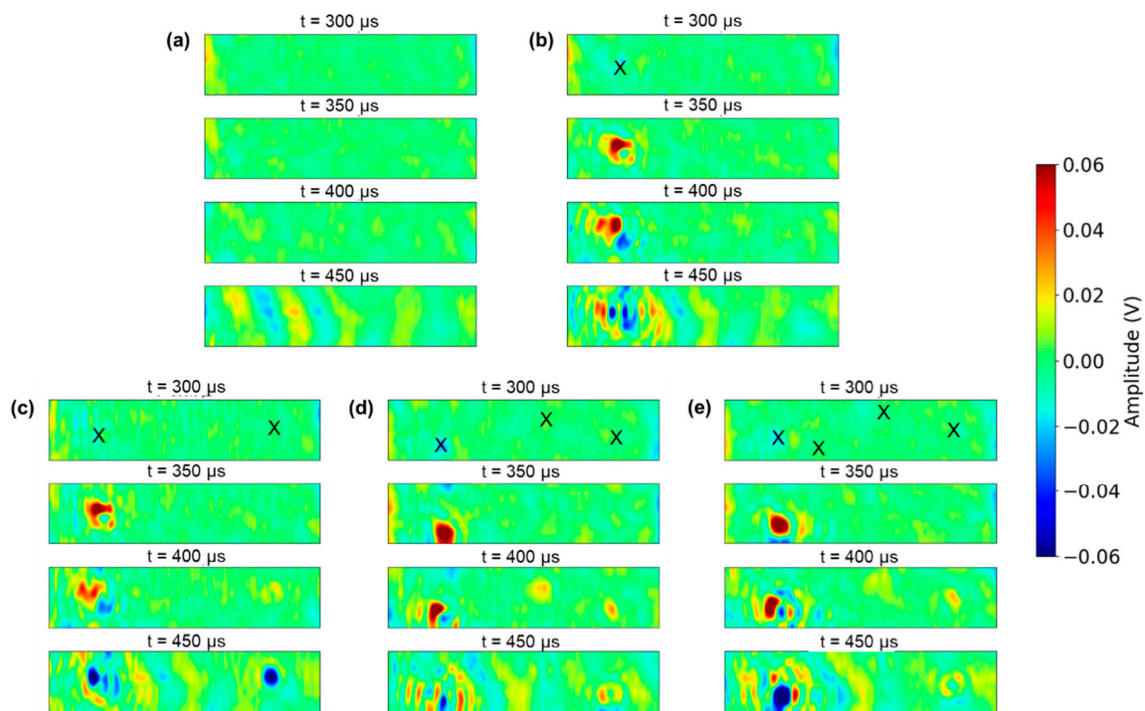 (a)
t = 300 µs
t = 350 µs
t = 400 µs
t = 450 µs
(b)
t = 300 µs
X
t = 350 µs
t = 400 µs
t = 450 µs
(c)
t = 300 µs
X X
t = 350 µs
t = 400 µs
t = 450 µs
(d)
t = 300 µs
X X X
t = 350 µs
t = 400 µs
t = 450 µs
(e)
t = 300 µs
X X X X
t = 350 µs
t = 400 µs
t = 450 µs
0.06
0.04
0.02
0.00
−0.02
−0.04
−0.06
Amplitude (V)